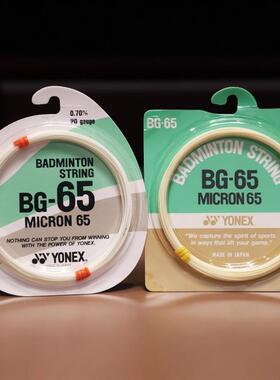 0.70%
20 gauge
BADMINTON
STRING
BG-65
MICRON 65
NOTHING CAN STOP YOU FROM WINNING
WITH THE POWER OF YONEX.
YONEX
BG-65
BADMINTON STRING
BG-65
MICRON 65
YONEX
"We capture the spirit of sports
in ways that lift your game."
MADE IN JAPAN